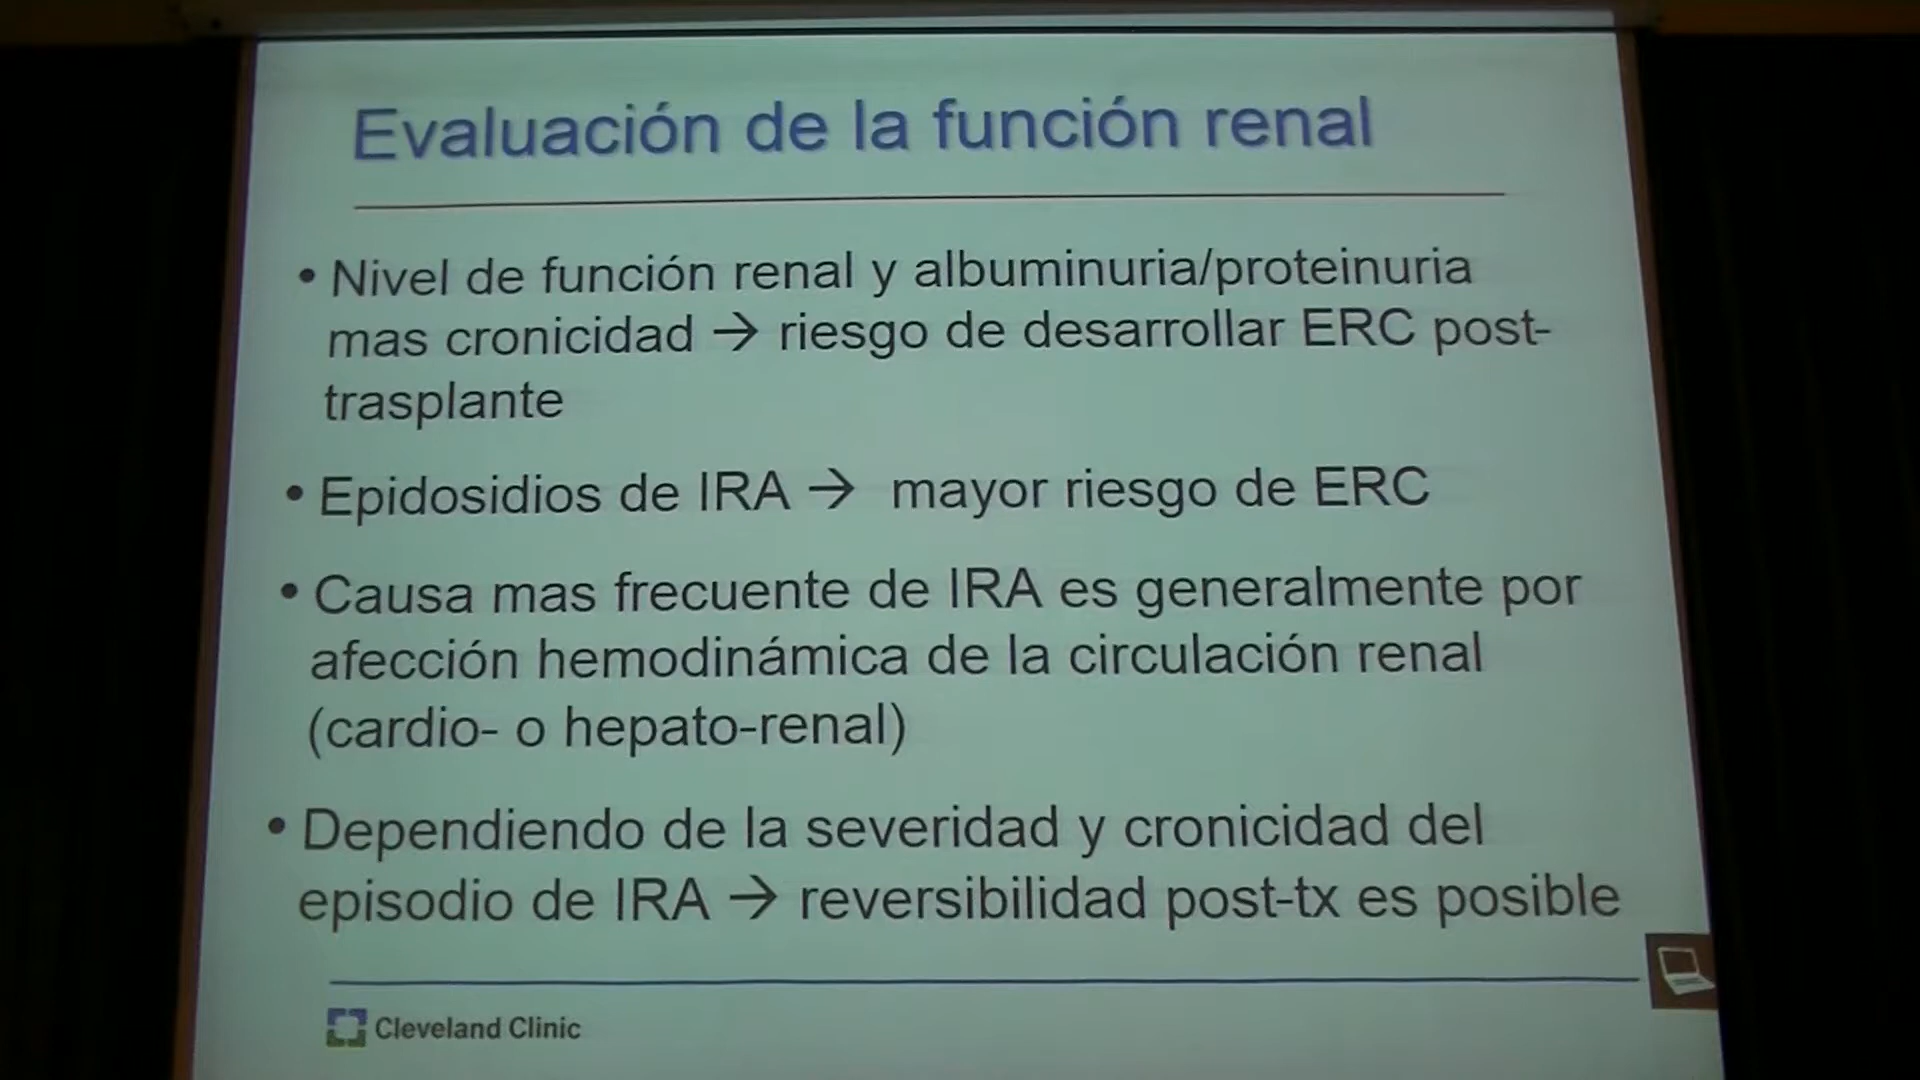 Evaluación de la función renal
• Nivel de función renal y albuminuria/proteinuria
mas cronicidad → riesgo de desarrollar ERC post-
trasplante
• Epidosidios de IRA → mayor riesgo de ERC
• Causa mas frecuente de IRA es generalmente por
afección hemodinámica de la circulación renal
(cardio- o hepato-renal)
• Dependiendo de la severidad y cronicidad del
episodio de IRA → reversibilidad post-tx es posible
Cleveland Clinic